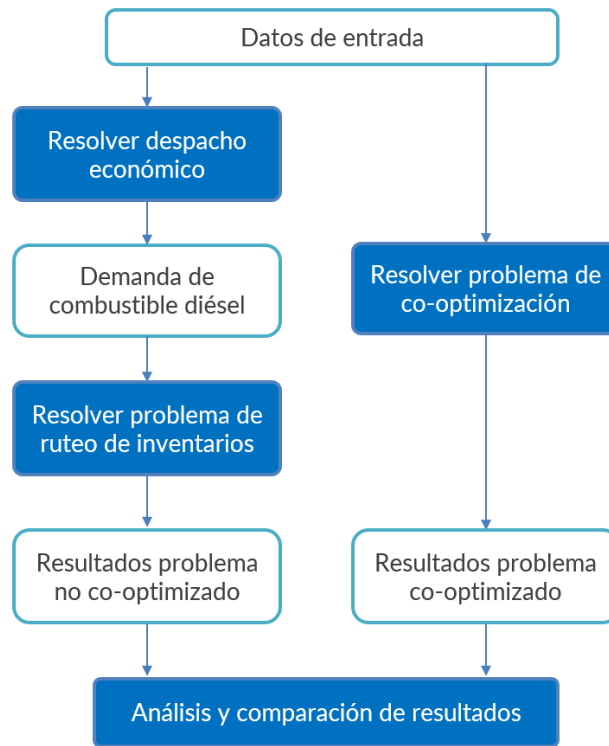 Datos de entrada
Resolver despacho
económico
Demanda de
combustible diésel
Resolver problema de
ruteo de inventarios
Resultados problema
no co-optimizado
Resolver problema de
co-optimización
Resultados problema
co-optimizado
Análisis y comparación de resultados